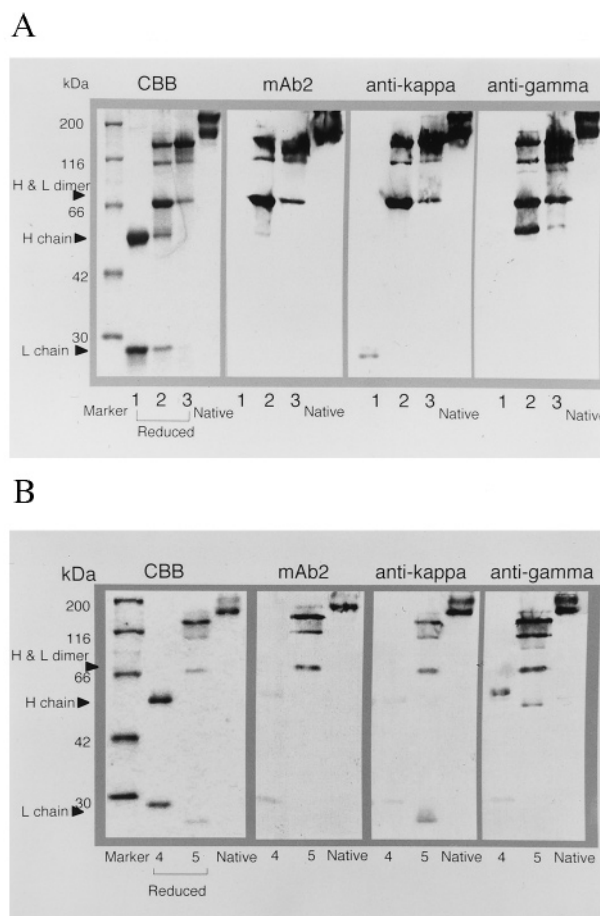 A
kDa CBB mAb2 anti-kappa anti-gamma
200
116
H & L dimer
66
H chain
42
30
L chain
1 2 3 1 2 3 1 2 3 1 2 3
Marker Native Native Native Native
Reduced
B
kDa CBB mAb2 anti-kappa anti-gamma
200
116
H & L dimer
66
H chain
42
30
L chain
Marker 4 5 Native 4 5 Native 4 5 Native 4 5 Native
Reduced